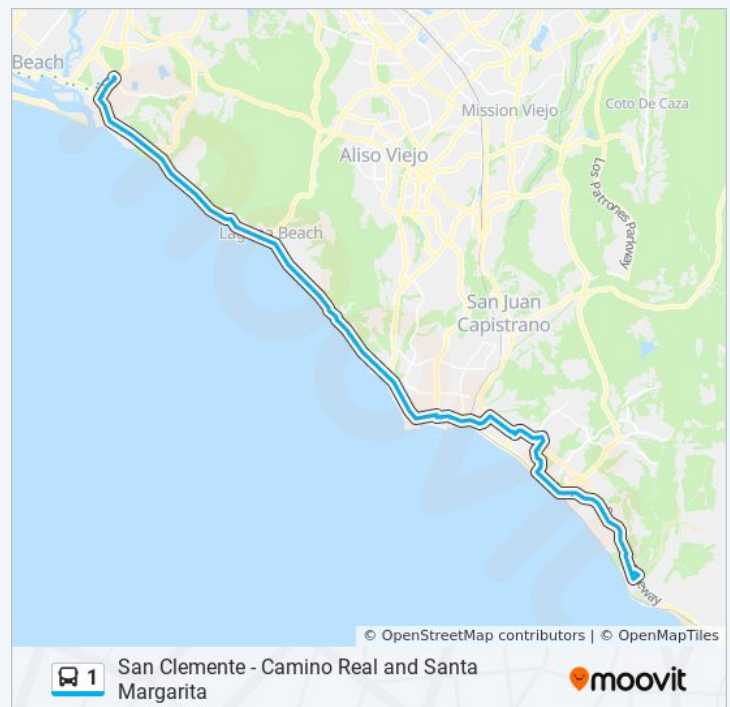 Beach
Mission Viejo
Coto De Caza
Aliso Viejo
Los Patrones Parkway
Laguna Beach
San Juan
Capistrano
eway
© OpenStreetMap contributors | © OpenMapTiles
1
San Clemente - Camino Real and Santa
Margarita
moovit